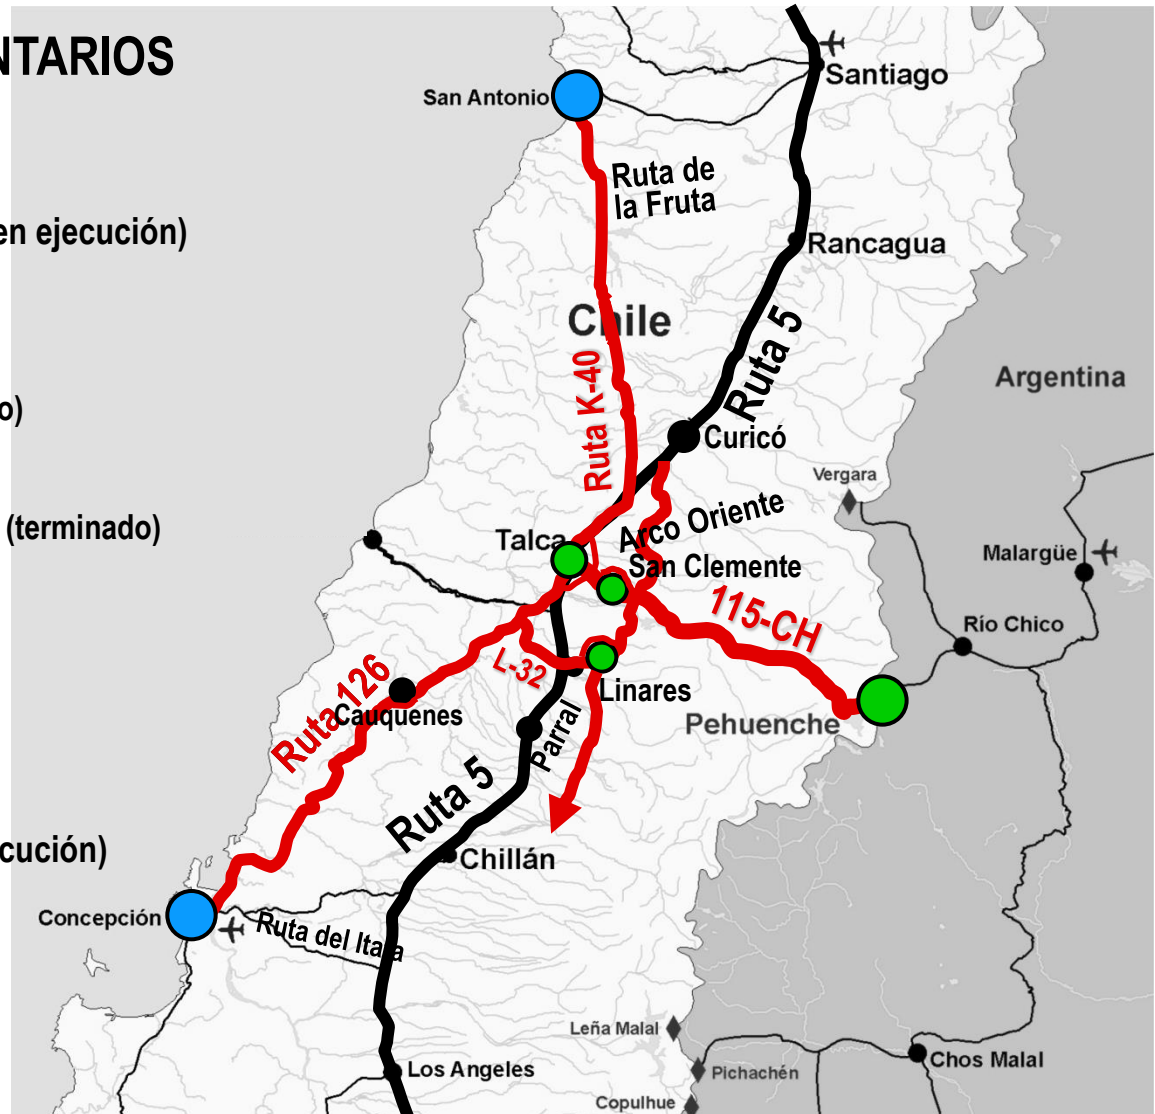 NTARIOS
Santiago
San Antonio
Ruta de
la Fruta
en ejecución)
Rancagua
Chile
Ruta 5
Argentina
Ruta K-40
o)
Curicó
Vergara
Arco Oriente
(terminado)
Talca
Malargüe
San Clemente
115-CH
Río Chico
L-32
Ruta 126
Linares
Cauquenes
Pehuenche
Parral
Ruta 5
cución)
Chillán
Concepción
Ruta del Itata
Leña Malal
Los Angeles
Chos Malal
Pichachén
Copulhue